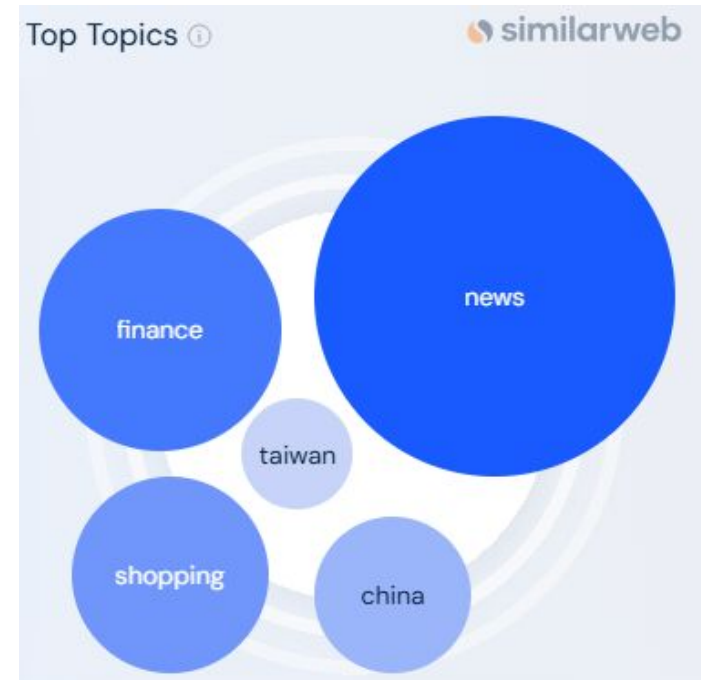 Top Topics
similarweb
news
finance
taiwan
shopping
china